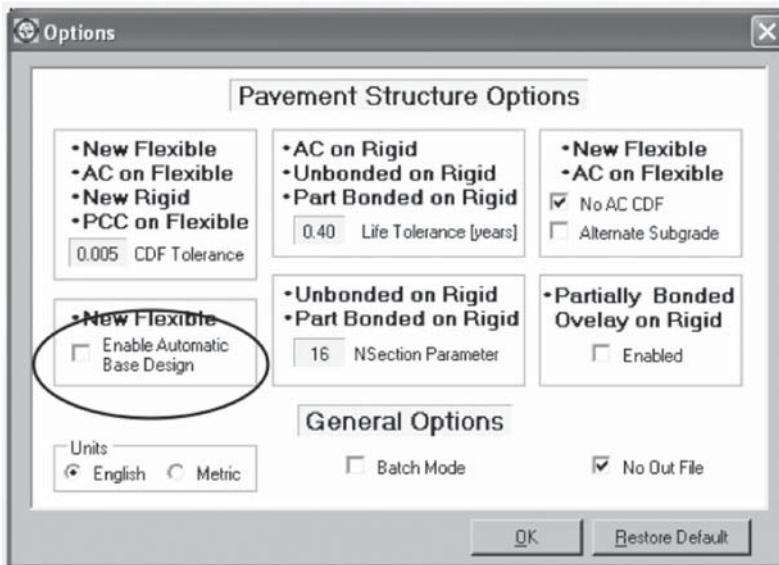 Options
Pavement Structure Options
•New Flexible
•AC on Flexible
•New Rigid
•PCC on Flexible
0.005 CDF Tolerance
•AC on Rigid
•Unbonded on Rigid
•Part Bonded on Rigid
0.40 Life Tolerance [years]
•New Flexible
•AC on Flexible
No AC CDF
Alternate Subgrade
•New Flexible
Enable Automatic
Base Design
•Unbonded on Rigid
•Part Bonded on Rigid
16 NSection Parameter
•Partially Bonded
Ovelay on Rigid
Enabled
General Options
Units
English Metric
Batch Mode
No Out File
OK
Restore Default